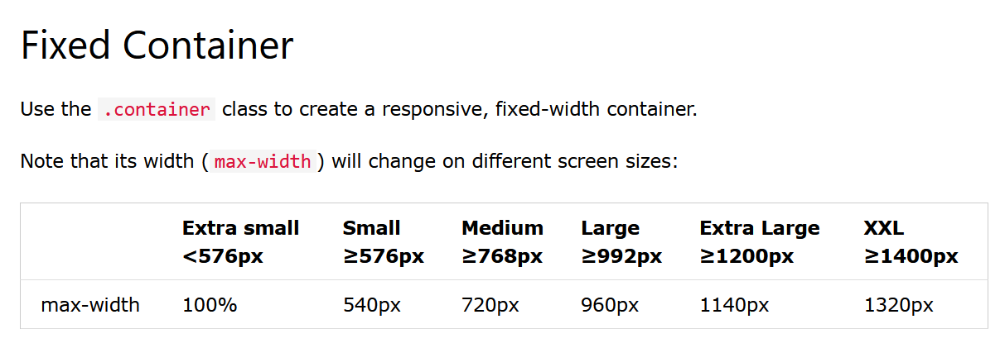 Fixed Container
Use the .container class to create a responsive, fixed-width container.
Note that its width (max-width) will change on different screen sizes:
Extra small Small Medium Large Extra Large XXL
<576px ≥576px ≥768px ≥992px ≥1200px ≥1400px
max-width 100% 540px 720px 960px 1140px 1320px